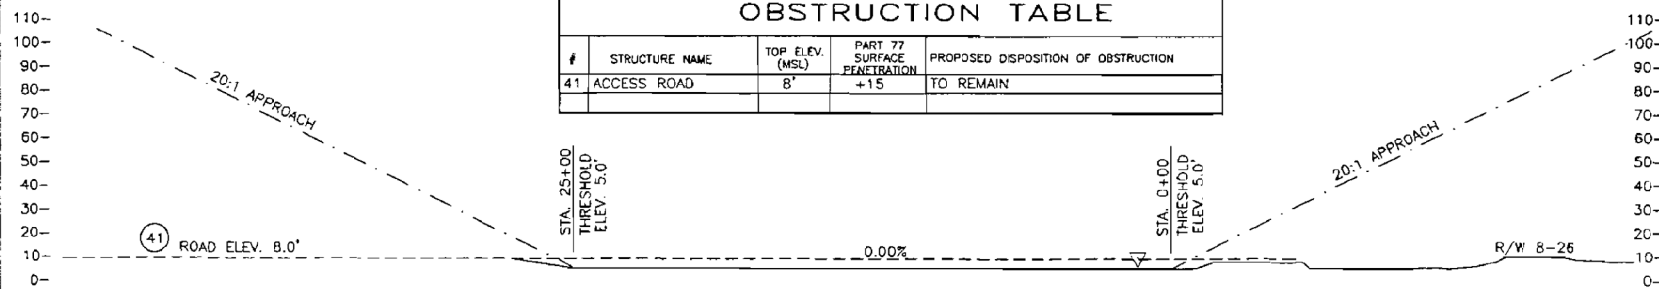 OBSTRUCTION TABLE
# STRUCTURE NAME TOP ELEV. (MSL) PART 77 SURFACE PENETRATION PROPOSED DISPOSITION OF OBSTRUCTION
41 ACCESS ROAD 8' +15 TO REMAIN
110-
100-
90-
80-
70-
60-
50-
40-
30-
20-
10-
0-
20:1 APPROACH
41 ROAD ELEV. 8.0'
STA. 25+00
THRESHOLD
ELEV. 5.0'
0.00%
STA. 0+00
THRESHOLD
ELEV. 5.0'
20:1 APPROACH
R/W 8-26
110-
100-
90-
80-
70-
60-
50-
40-
30-
20-
10-
0-